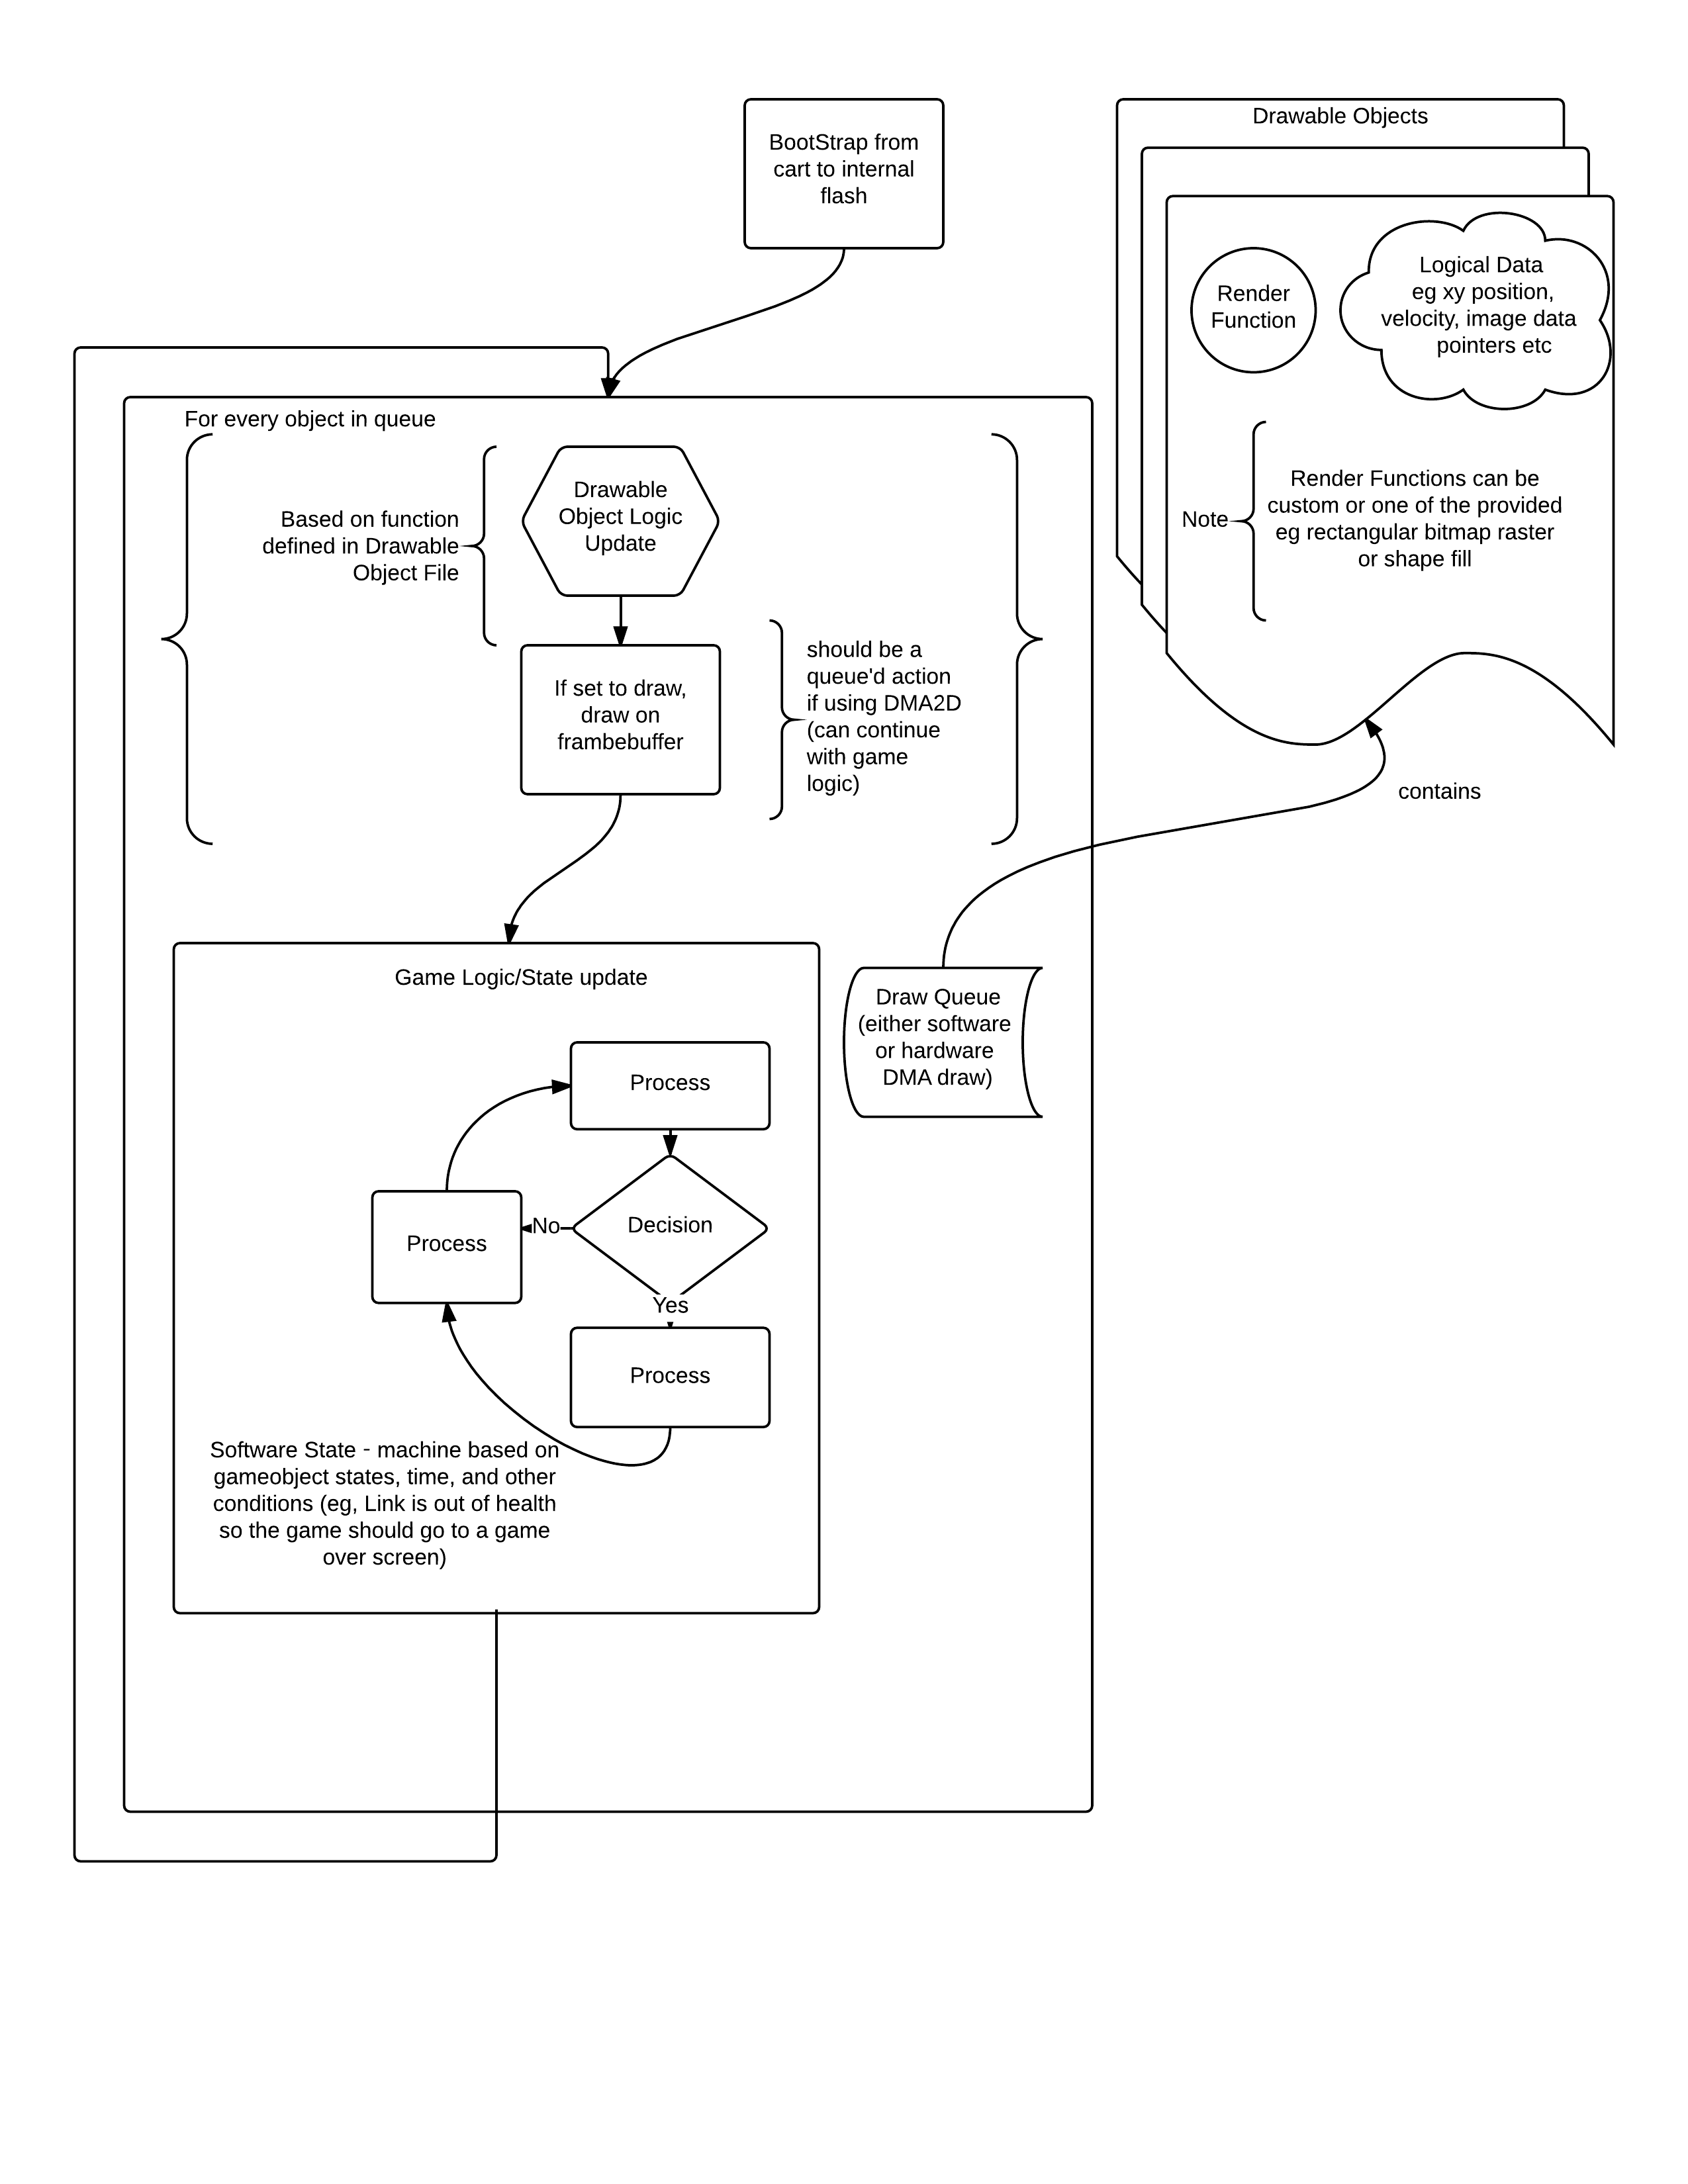 BootStrap from
cart to internal
flash
Drawable Objects
Render
Function
Logical Data
eg xy position,
velocity, image data
pointers etc
Note
Render Functions can be
custom or one of the provided
eg rectangular bitmap raster
or shape fill
For every object in queue
Based on function
defined in Drawable
Object File
Drawable
Object Logic
Update
If set to draw,
draw on
frambebuffer
should be a
queue'd action
if using DMA2D
(can continue
with game
logic)
contains
Game Logic/State update
Draw Queue
(either software
or hardware
DMA draw)
Process
Decision
No
Process
Yes
Process
Software State - machine based on
gameobject states, time, and other
conditions (eg, Link is out of health
so the game should go to a game
over screen)